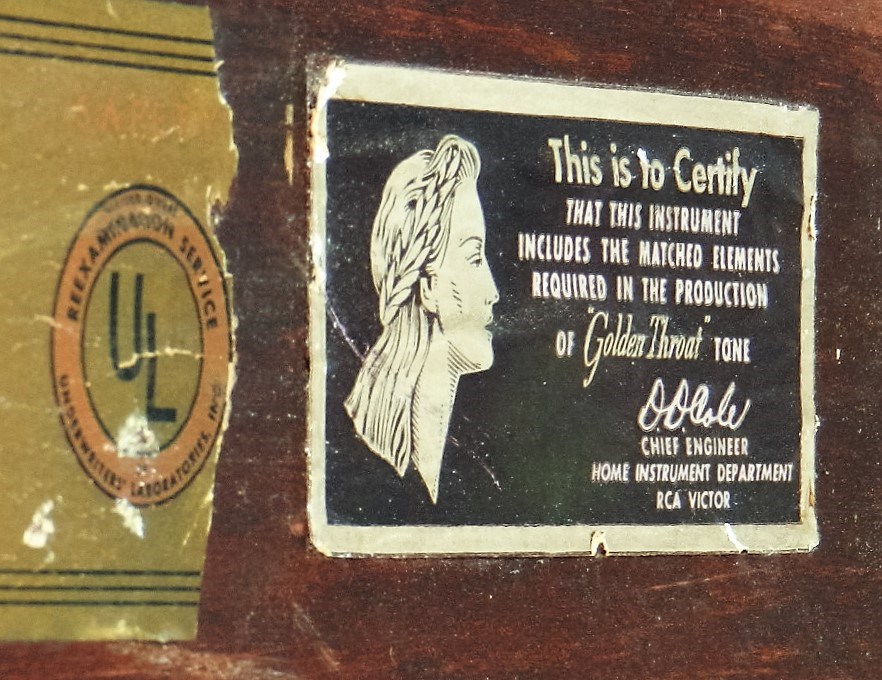 REEXAMINATION SERVICE
UL
UNDERWRITERS' LABORATORIES, INC.
This is to Certify
THAT THIS INSTRUMENT
INCLUDES THE MATCHED ELEMENTS
REQUIRED IN THE PRODUCTION
OF "Golden Throat" TONE
D.D. Cole
CHIEF ENGINEER
HOME INSTRUMENT DEPARTMENT
RCA VICTOR